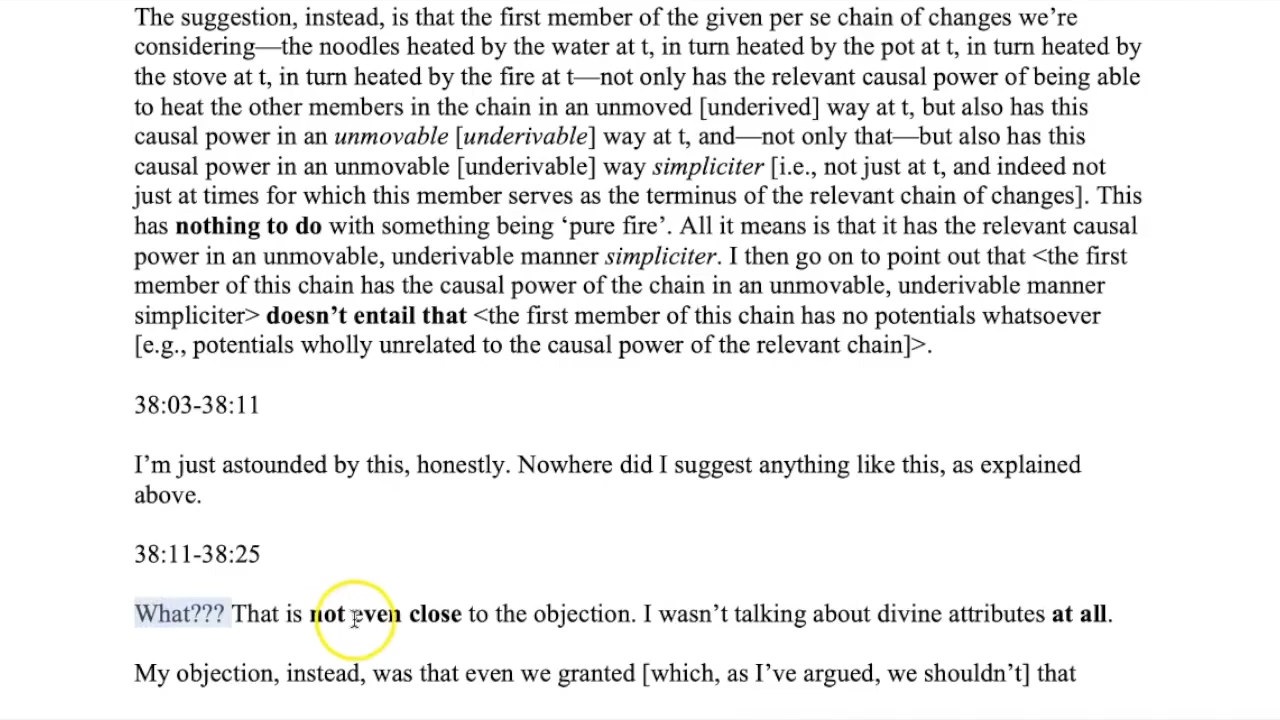 The suggestion, instead, is that the first member of the given per se chain of changes we’re
considering—the noodles heated by the water at t, in turn heated by the pot at t, in turn heated by
the stove at t, in turn heated by the fire at t—not only has the relevant causal power of being able
to heat the other members in the chain in an unmoved [underived] way at t, but also has this
causal power in an unmovable [underivable] way at t, and—not only that—but also has this
causal power in an unmovable [underivable] way simpliciter [i.e., not just at t, and indeed not
just at times for which this member serves as the terminus of the relevant chain of changes]. This
has nothing to do with something being ‘pure fire’. All it means is that it has the relevant causal
power in an unmovable, underivable manner simpliciter. I then go on to point out that <the first
member of this chain has the causal power of the chain in an unmovable, underivable manner
simpliciter> doesn’t entail that <the first member of this chain has no potentials whatsoever
[e.g., potentials wholly unrelated to the causal power of the relevant chain]>.
38:03-38:11
I’m just astounded by this, honestly. Nowhere did I suggest anything like this, as explained
above.
38:11-38:25
What??? That is not even close to the objection. I wasn’t talking about divine attributes at all.
My objection, instead, was that even we granted [which, as I’ve argued, we shouldn’t] that